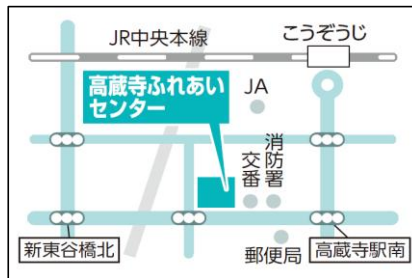 JR中央本線
こうぞうじ
高蔵寺ふれあい
センター
JA
消防署
交番
新東谷橋北
郵便局
高蔵寺駅南